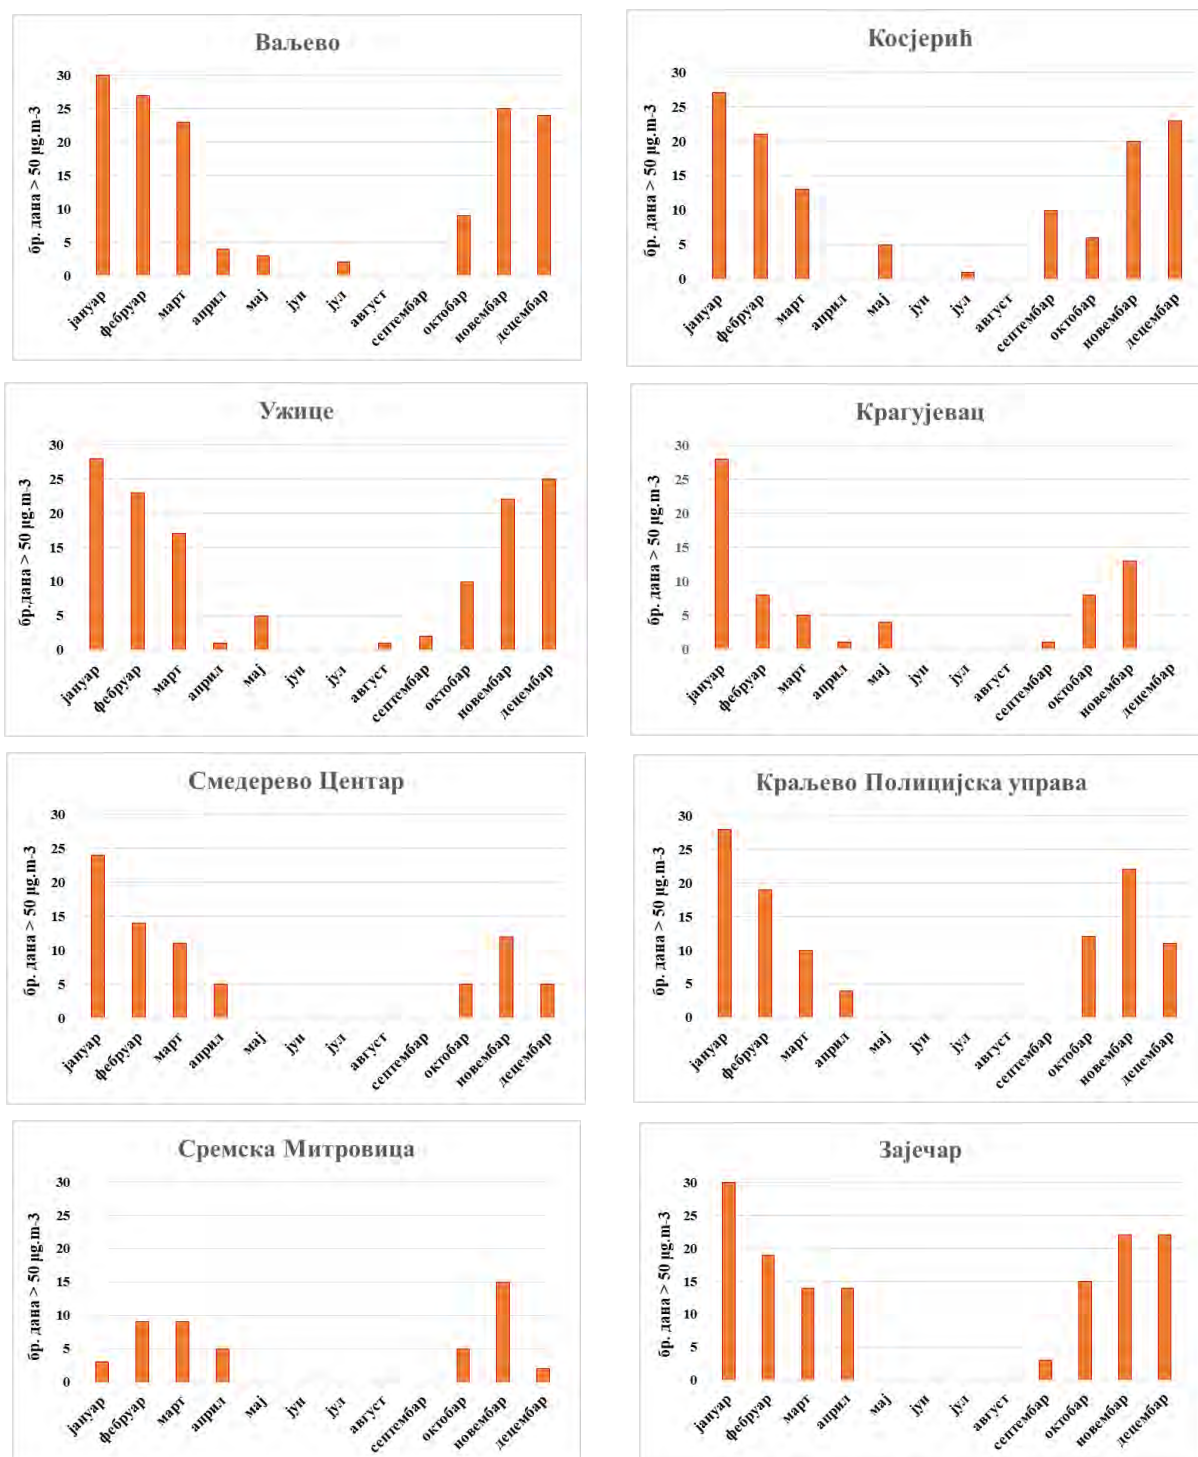 Ваљево
бр. дана > 50 µg.m-3
30
25
20
15
10
5
0
јануар
фебруар
март
април
мај
јун
јул
август
септембар
октобар
новембар
децембар
Косјерић
бр. дана > 50 µg.m-3
30
25
20
15
10
5
0
јануар
фебруар
март
април
мај
јун
јул
август
септембар
октобар
новембар
децембар
Ужице
бр.дана > 50 µg.m-3
30
25
20
15
10
5
0
јануар
фебруар
март
април
мај
јун
јул
август
септембар
октобар
новембар
децембар
Крагујевац
бр. дана > 50 µg.m-3
30
25
20
15
10
5
0
јануар
фебруар
март
април
мај
јун
јул
август
септембар
октобар
новембар
децембар
Смедерево Центар
бр. дана > 50 µg.m-3
30
25
20
15
10
5
0
јануар
фебруар
март
април
мај
јун
јул
август
септембар
октобар
новембар
децембар
Краљево Полицијска управа
бр. дана > 50 µg.m-3
30
25
20
15
10
5
0
јануар
фебруар
март
април
мај
јун
јул
август
септембар
октобар
новембар
децембар
Сремска Митровица
бр. дана > 50 µg.m-3
30
25
20
15
10
5
0
јануар
фебруар
март
април
мај
јун
јул
август
септембар
октобар
новембар
децембар
Зајечар
бр. дана > 50 µg.m-3
30
25
20
15
10
5
0
јануар
фебруар
март
април
мај
јун
јул
август
септембар
октобар
новембар
децембар